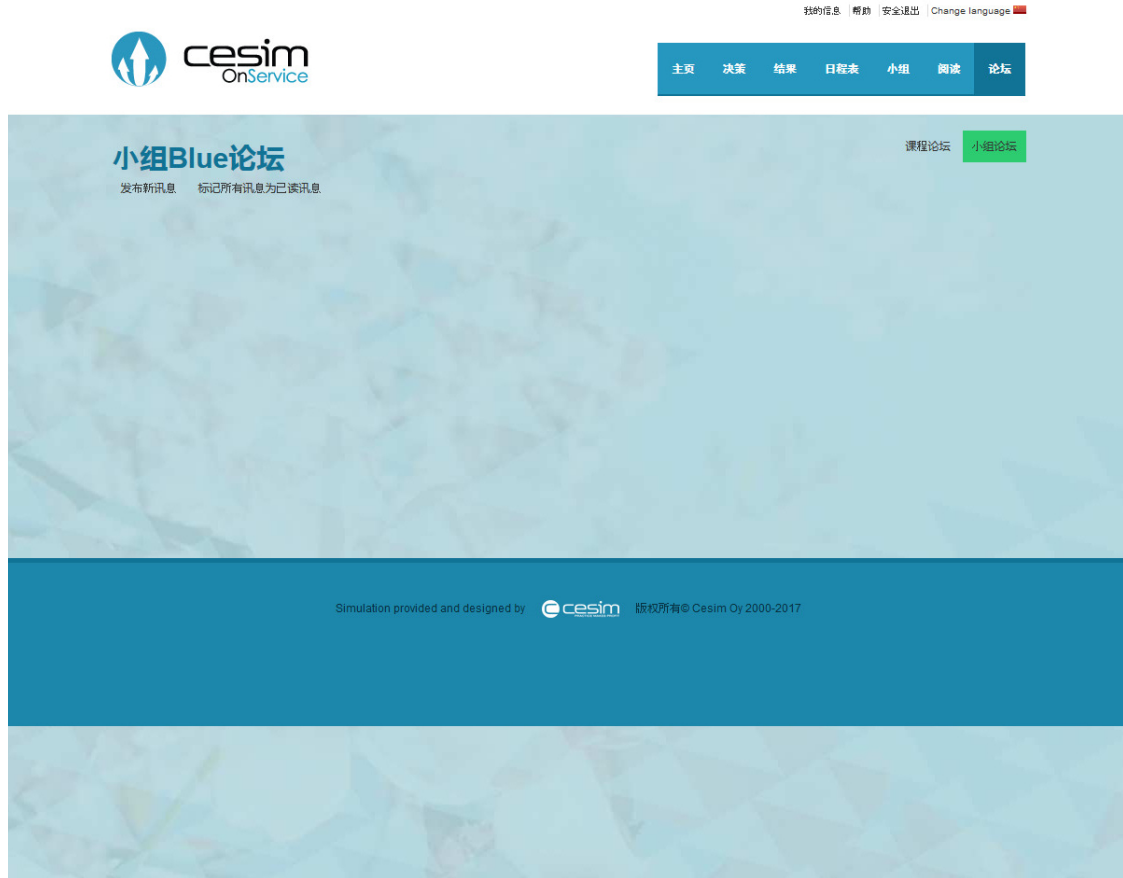 我的信息 帮助 安全退出 Change language
cesim
OnService
主页 决策 结果 日程表 小组 阅读 论坛
课程论坛 小组论坛
小组Blue论坛
发布新讯息 标记所有讯息为已读讯息
Simulation provided and designed by cesim 版权所有© Cesim Oy 2000-2017